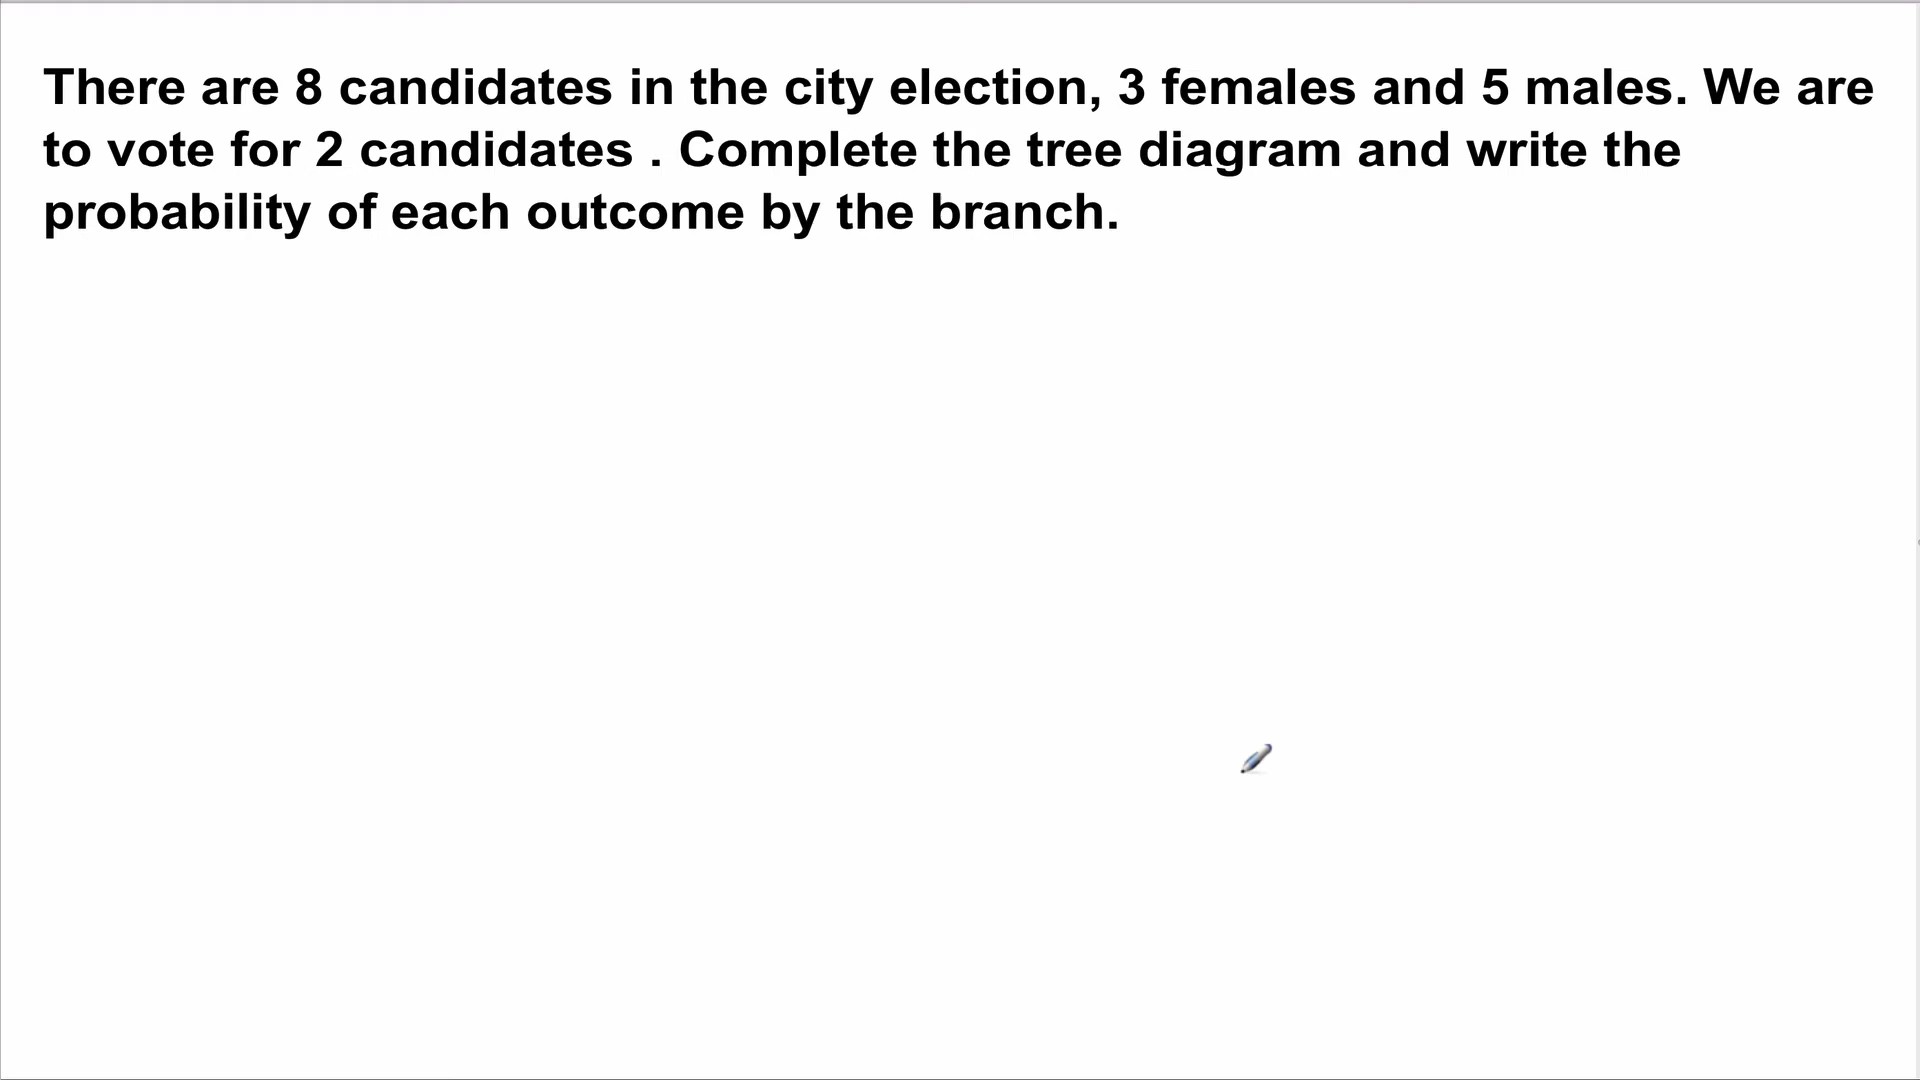 There are 8 candidates in the city election, 3 females and 5 males. We are
to vote for 2 candidates . Complete the tree diagram and write the
probability of each outcome by the branch.